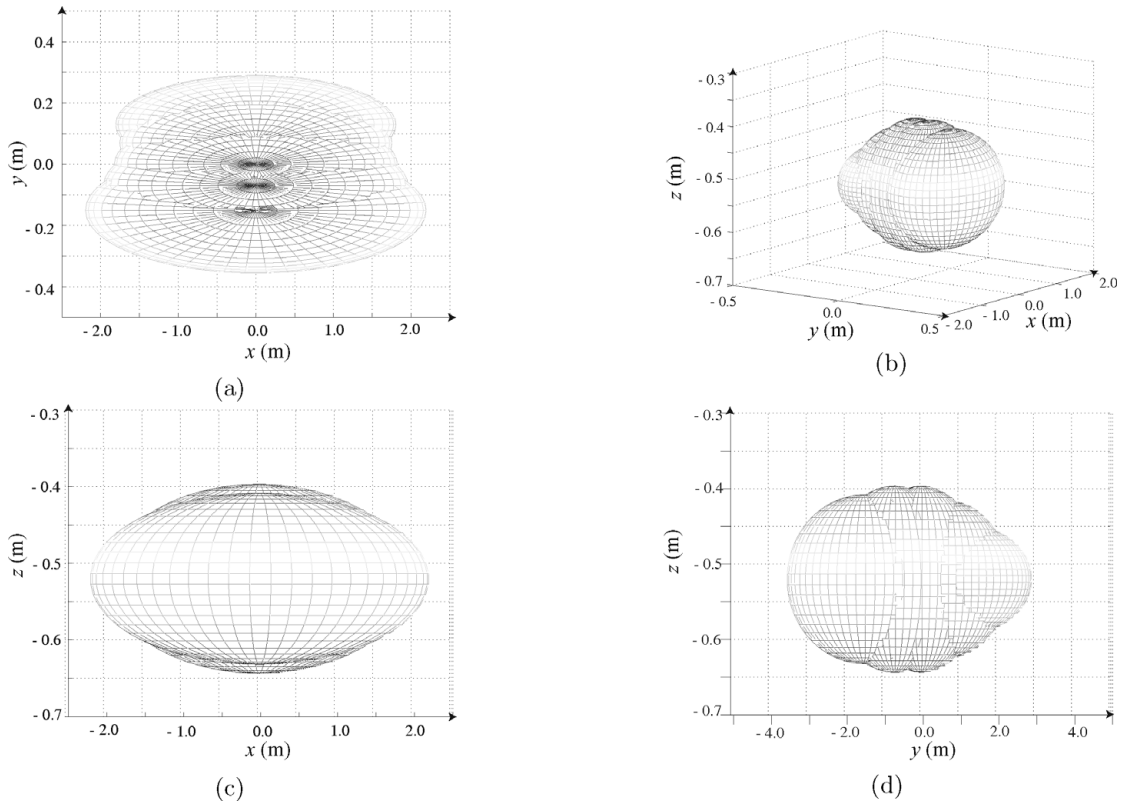 0.4
0.2
0.0
- 0.2
- 0.4
y (m)
- 2.0 - 1.0 0.0 1.0 2.0
x (m)
(a)
- 0.3
- 0.4
- 0.5
- 0.6
- 0.7
z (m)
- 0.5 0.0 0.5
y (m)
- 2.0 - 1.0 0.0 1.0 2.0
x (m)
(b)
- 0.3
- 0.4
- 0.5
- 0.6
- 0.7
z (m)
- 2.0 - 1.0 0.0 1.0 2.0
x (m)
(c)
- 0.3
- 0.4
- 0.5
- 0.6
- 0.7
z (m)
- 4.0 - 2.0 0.0 2.0 4.0
y (m)
(d)